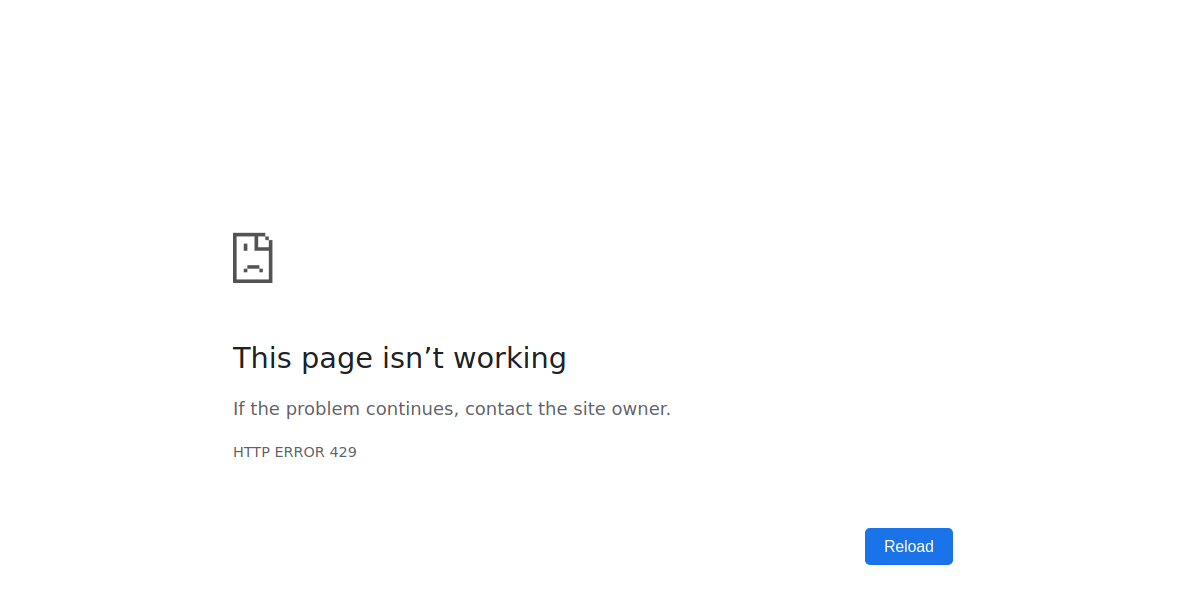 This page isn’t working
If the problem continues, contact the site owner.
HTTP ERROR 429
Reload